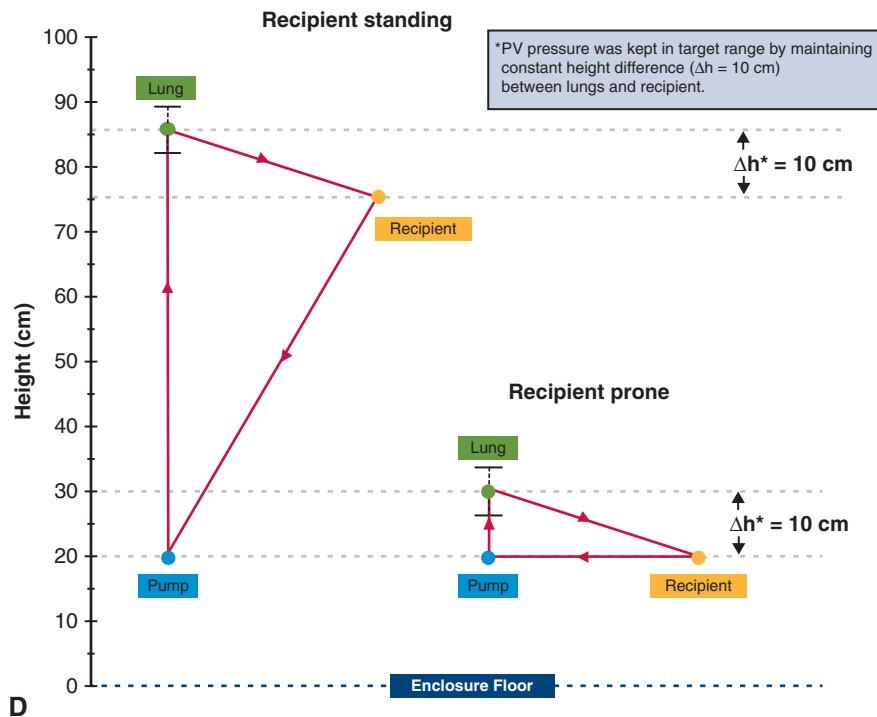 Recipient standing
*PV pressure was kept in target range by maintaining
constant height difference (Δh = 10 cm)
between lungs and recipient.
100
90
80
70
60
50
40
30
20
10
0
Height (cm)
Lung
Recipient
Pump
Δh* = 10 cm
Recipient prone
Lung
Pump
Recipient
Δh* = 10 cm
Enclosure Floor
D